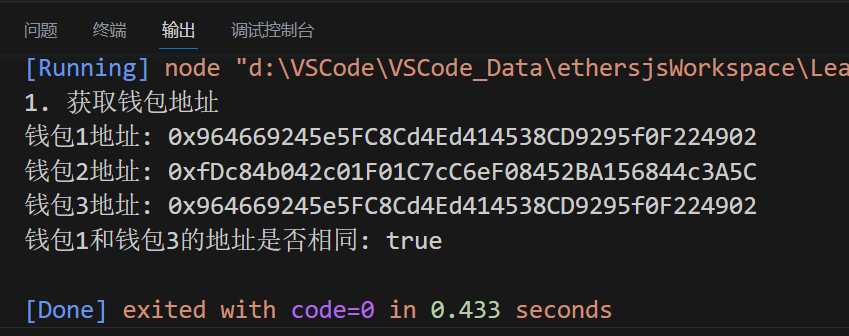 问题 终端 输出 调试控制台
[Running] node "d:\VSCode\VSCode_Data\ethersjsWorkspace\Lea
1. 获取钱包地址
钱包1地址: 0x964669245e5FC8Cd4Ed414538CD9295f0F224902
钱包2地址: 0xfDc84b042c01F01C7cC6eF08452BA156844c3A5C
钱包3地址: 0x964669245e5FC8Cd4Ed414538CD9295f0F224902
钱包1和钱包3的地址是否相同: true
[Done] exited with code=0 in 0.433 seconds